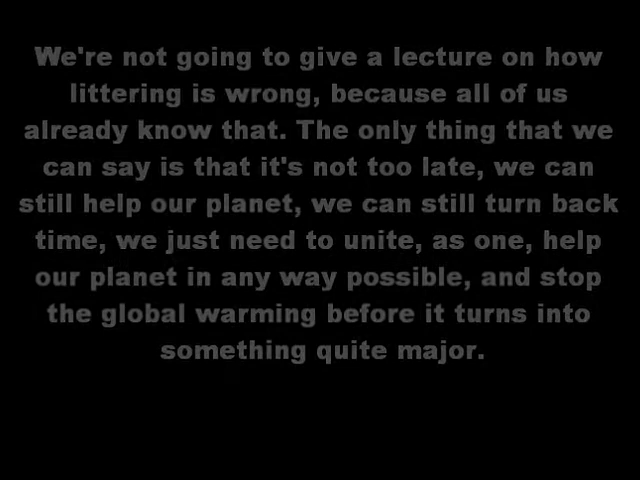 We're not going to give a lecture on how
littering is wrong, because all of us
already know that. The only thing that we
can say is that it's not too late, we can
still help our planet, we can still turn back
time, we just need to unite, as one, help
our planet in any way possible, and stop
the global warming before it turns into
something quite major.